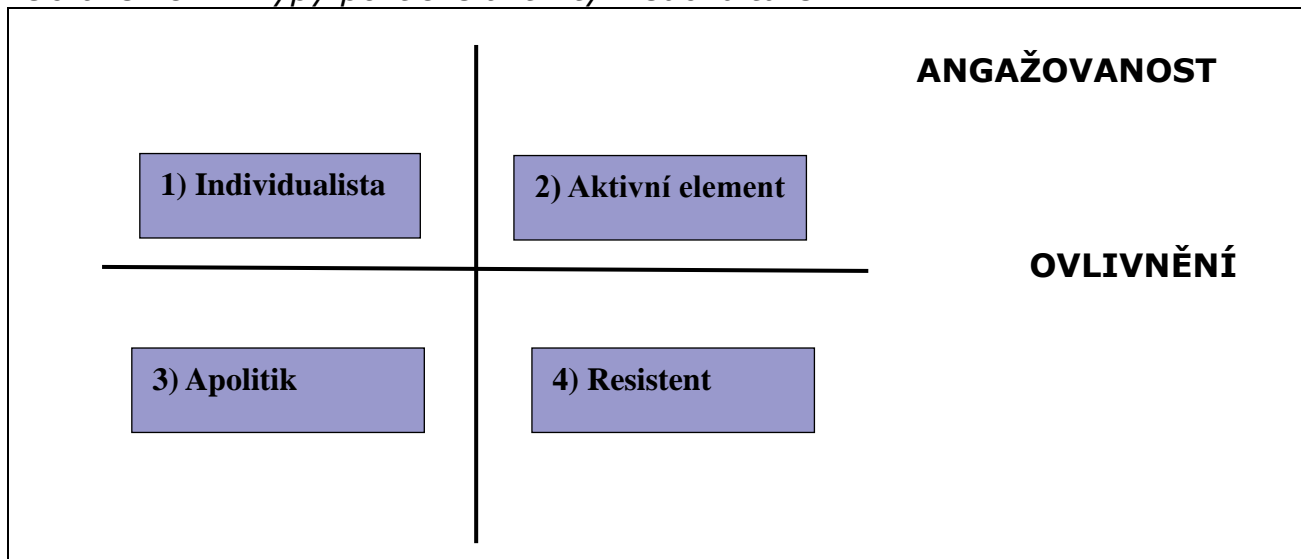 ANGAŽOVANOST
1) Individualista
2) Aktivní element
OVLIVNĚNÍ
3) Apolitik
4) Resistent